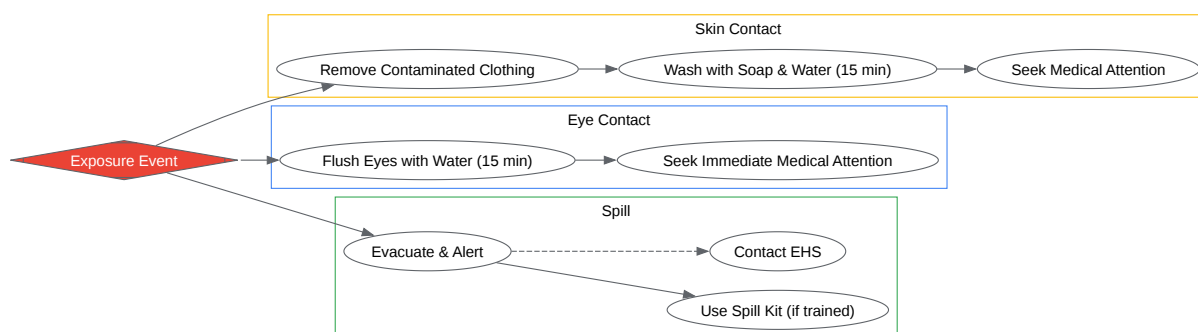 Skin Contact
Remove Contaminated Clothing
Wash with Soap & Water (15 min)
Seek Medical Attention
Exposure Event
Eye Contact
Flush Eyes with Water (15 min)
Seek Immediate Medical Attention
Spill
Evacuate & Alert
Contact EHS
Use Spill Kit (if trained)